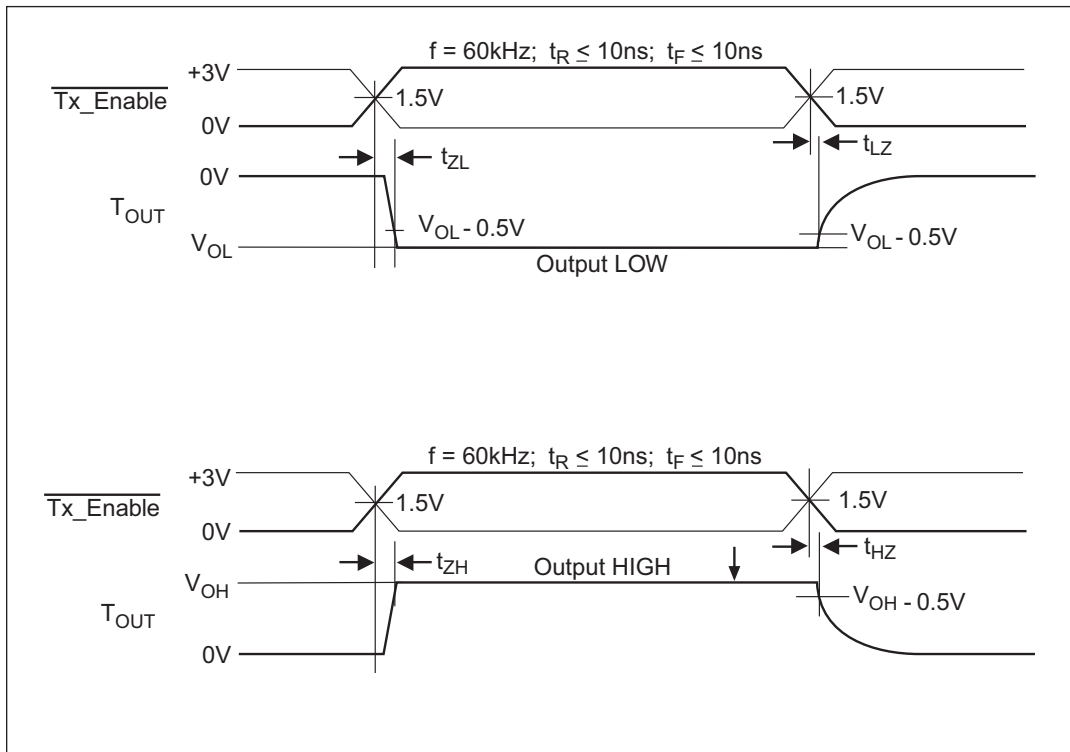 f = 60kHz; tR ≤ 10ns; tF ≤ 10ns
+3V
Tx_Enable
1.5V
1.5V
0V
tZL
tLZ
0V
TOUT
VOL - 0.5V
VOL - 0.5V
VOL
Output LOW
f = 60kHz; tR ≤ 10ns; tF ≤ 10ns
+3V
Tx_Enable
1.5V
1.5V
0V
tZH
tHZ
VOH
Output HIGH
VOH - 0.5V
TOUT
0V